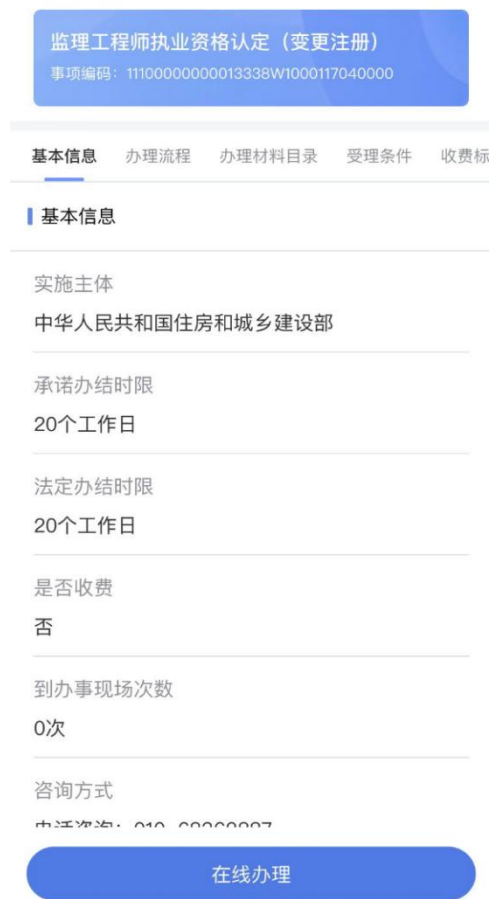 监理工程师执业资格认定（变更注册）
事项编码：11100000000013338W1000117040000
基本信息 办理流程 办理材料目录 受理条件 收费标
基本信息
实施主体
中华人民共和国住房和城乡建设部
承诺办结时限
20个工作日
法定办结时限
20个工作日
是否收费
否
到办事现场次数
0次
咨询方式
电话咨询：010-
在线办理